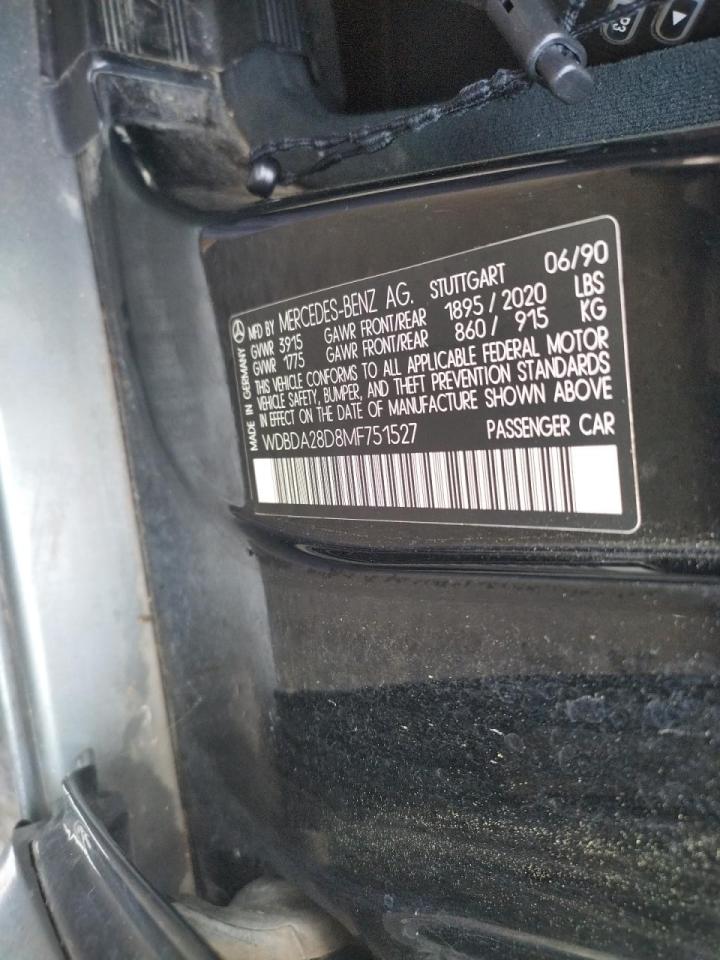 P3
MADE IN GERMANY
MFD BY MERCEDES-BENZ AG. STUTTGART 06/90
GVWR 3915 GAWR FRONT/REAR 1895 / 2020 LBS
GVWR 1775 GAWR FRONT/REAR 860 / 915 KG
THIS VEHICLE CONFORMS TO ALL APPLICABLE FEDERAL MOTOR
VEHICLE SAFETY, BUMPER, AND THEFT PREVENTION STANDARDS
IN EFFECT ON THE DATE OF MANUFACTURE SHOWN ABOVE
WDBDA28D8MF751527 PASSENGER CAR